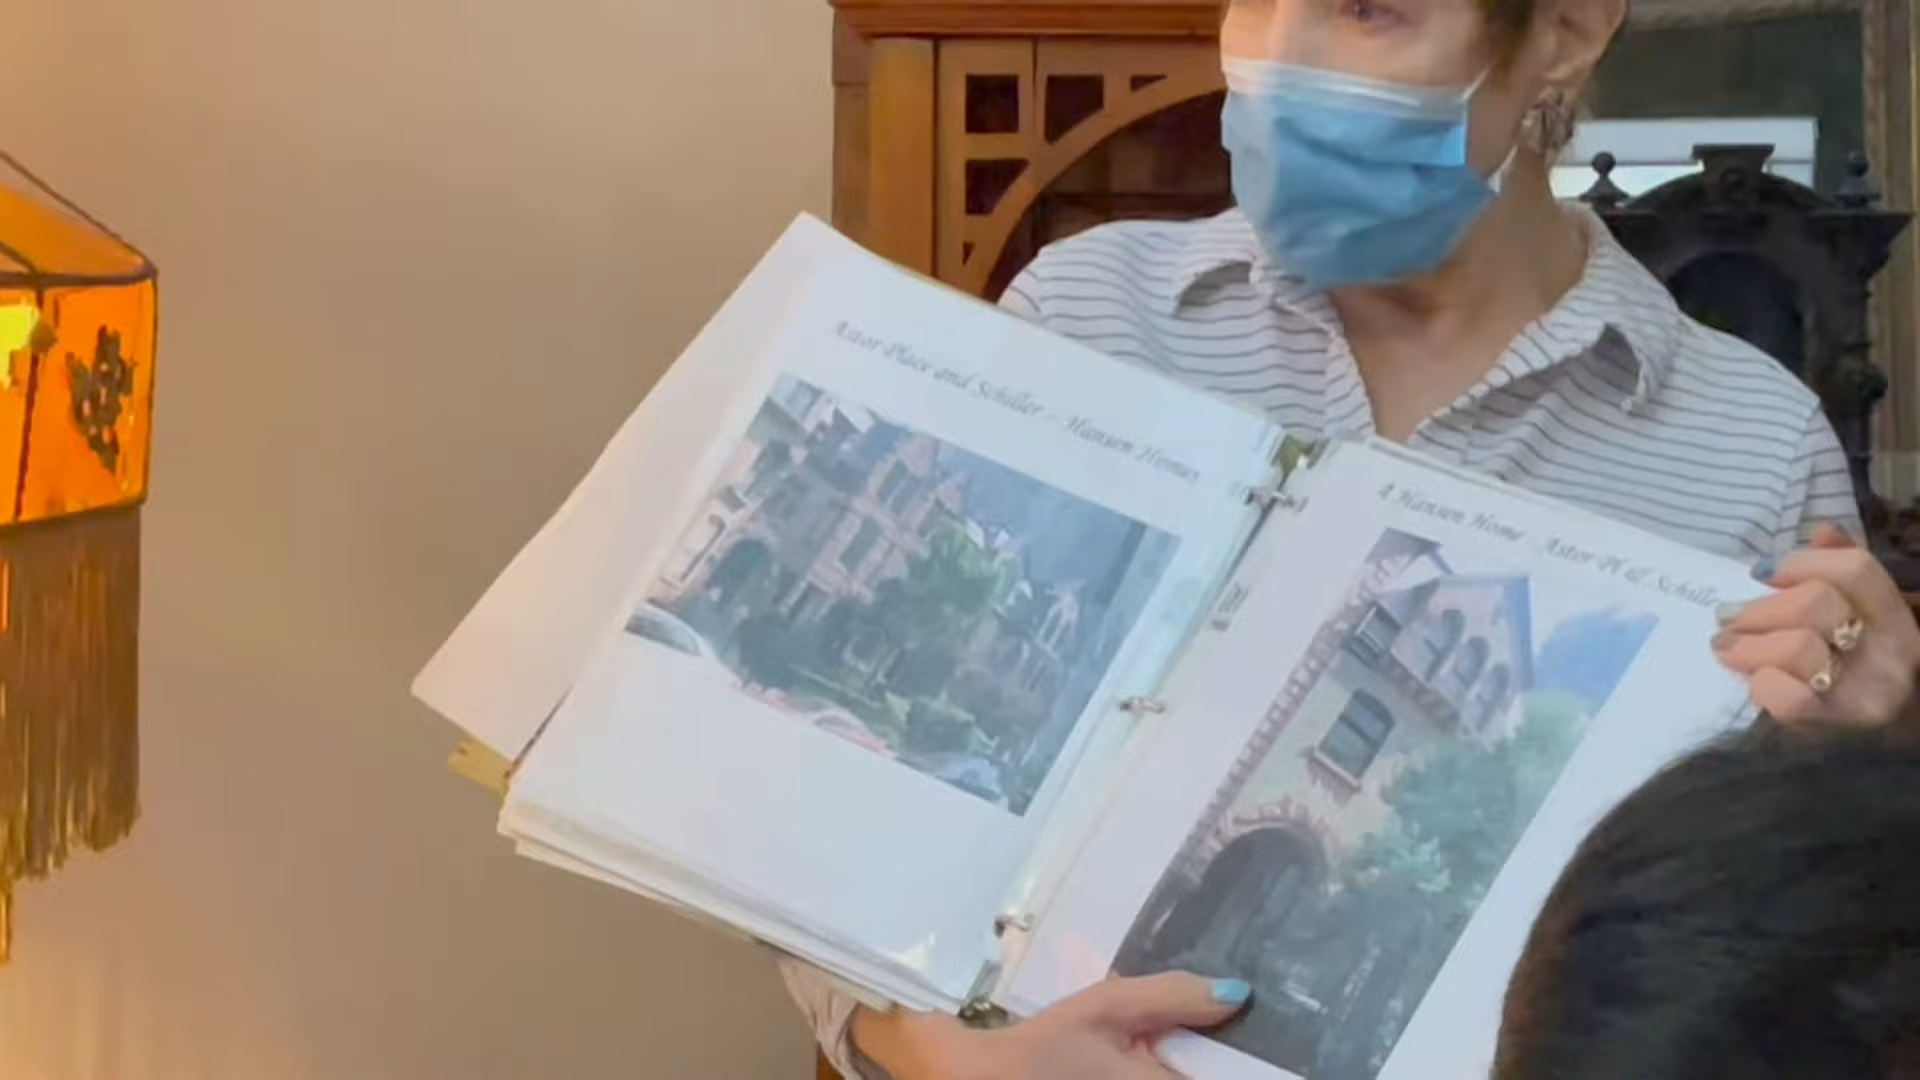 Astor Place and Schiller - Hansen Homes
A Hansen Home - Astor Pl & Schiller